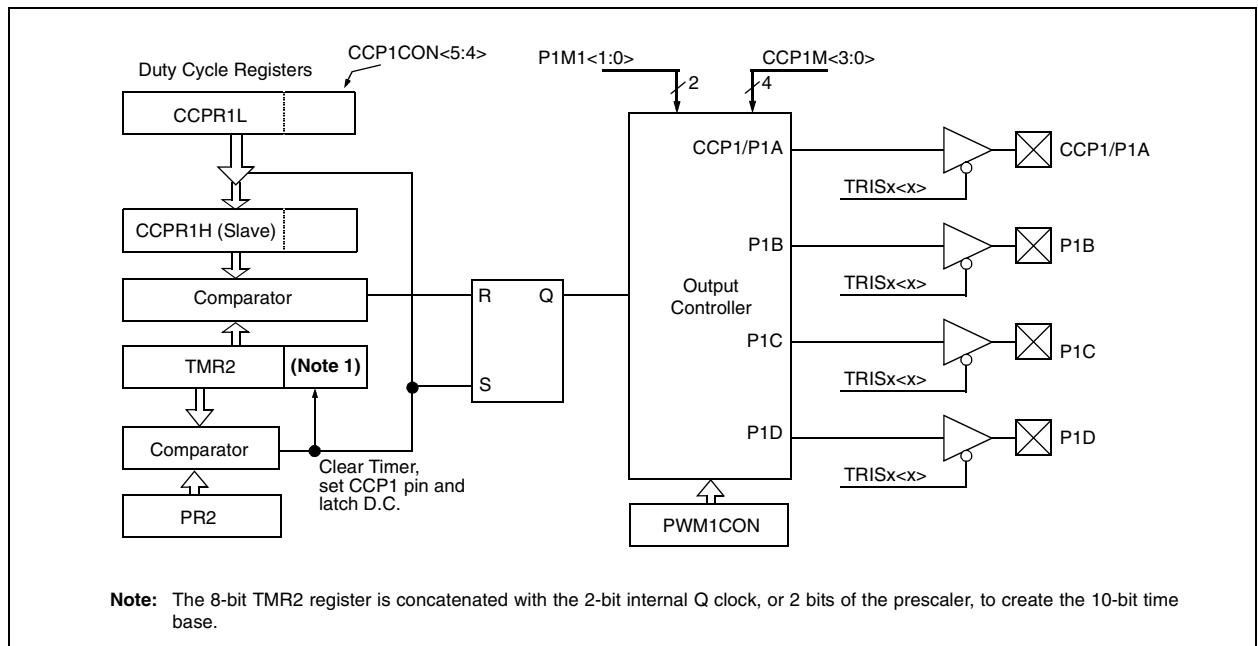 CCP1CON<5:4>
Duty Cycle Registers
CCPR1L
CCPR1H (Slave)
Comparator
TMR2
(Note 1)
Comparator
PR2
Clear Timer,
set CCP1 pin and
latch D.C.
R
Q
S
P1M1<1:0>
2
CCP1M<3:0>
4
Output
Controller
CCP1/P1A
P1B
P1C
P1D
PWM1CON
TRISx<x>
CCP1/P1A
TRISx<x>
P1B
TRISx<x>
P1C
TRISx<x>
P1D
Note: The 8-bit TMR2 register is concatenated with the 2-bit internal Q clock, or 2 bits of the prescaler, to create the 10-bit time
base.